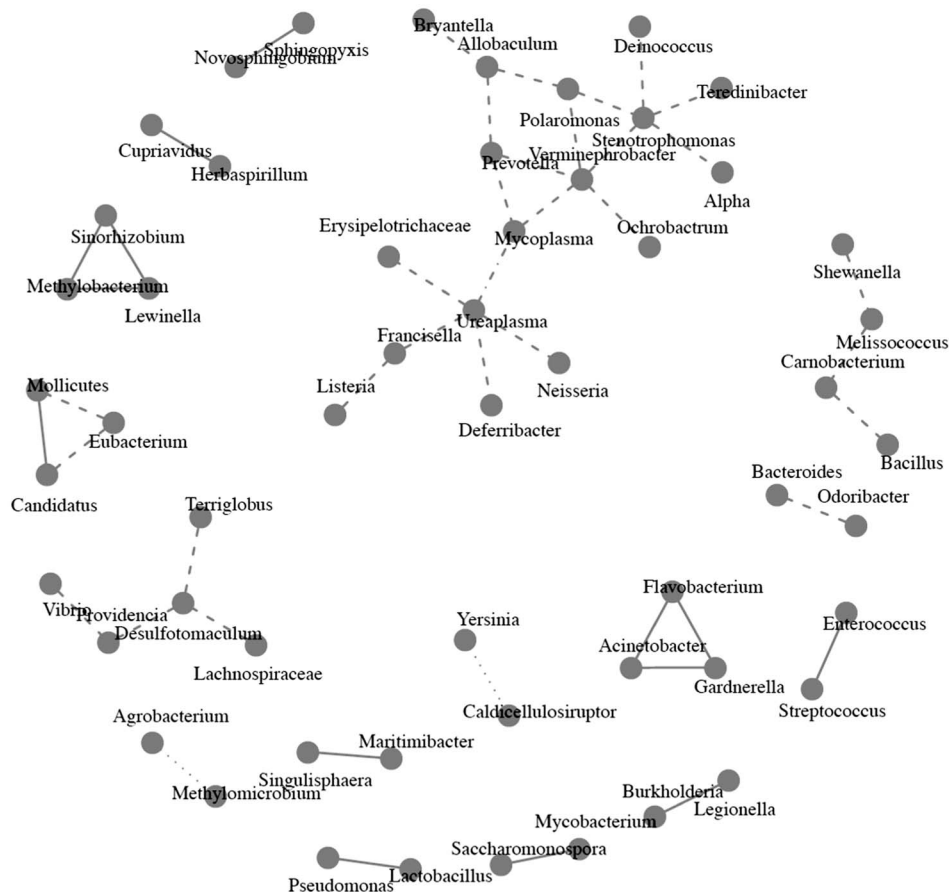 Bryantella
Deinococcus
Allobaculum
Sphingopyxis
Novosphingobium
Teredinibacter
Polaromonas
Stenotrophomonas
Cupriavidus
Verminephrobacter
Prevotella
Herbaspirillum
Alpha
Erysipelotrichaceae
Ochrobactrum
Sinorhizobium
Mycoplasma
Shewanella
Methylobacterium
Lewinella
Ureaplasma
Francisella
Melissococcus
Carnobacterium
Mollicutes
Listeria
Neisseria
Eubacterium
Deferribacter
Bacillus
Bacteroides
Candidatus
Terriglobus
Odoribacter
Flavobacterium
Vibrio
Providencia
Yersinia
Enterococcus
Desulfotomaculum
Acinetobacter
Lachnospiraceae
Gardnerella
Agrobacterium
Caldicellulosiruptor
Streptococcus
Maritimibacter
Singulisphaera
Methylomicrobium
Burkholderia
Legionella
Mycobacterium
Saccharomonospora
Pseudomonas
Lactobacillus